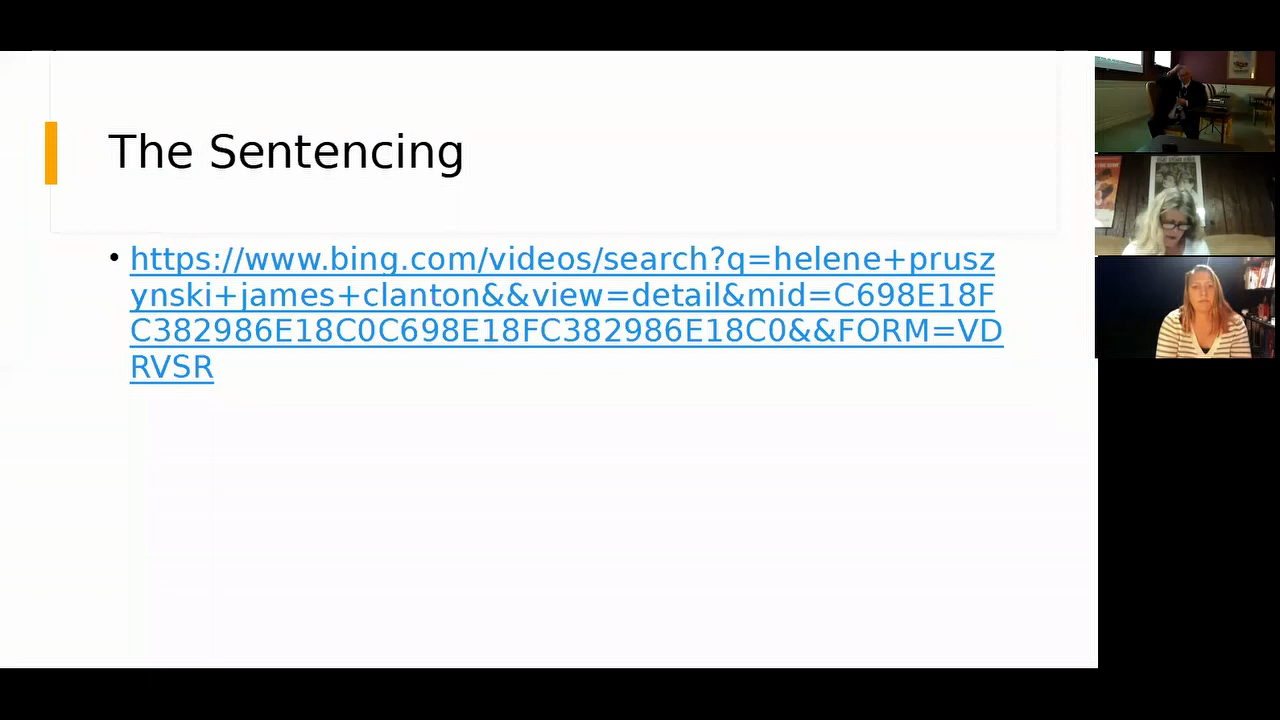 The Sentencing
• https://www.bing.com/videos/search?q=helene+prusz
ynski+james+clanton&&view=detail&mid=C698E18F
C382986E18C0C698E18FC382986E18C0&&FORM=VD
RVSR